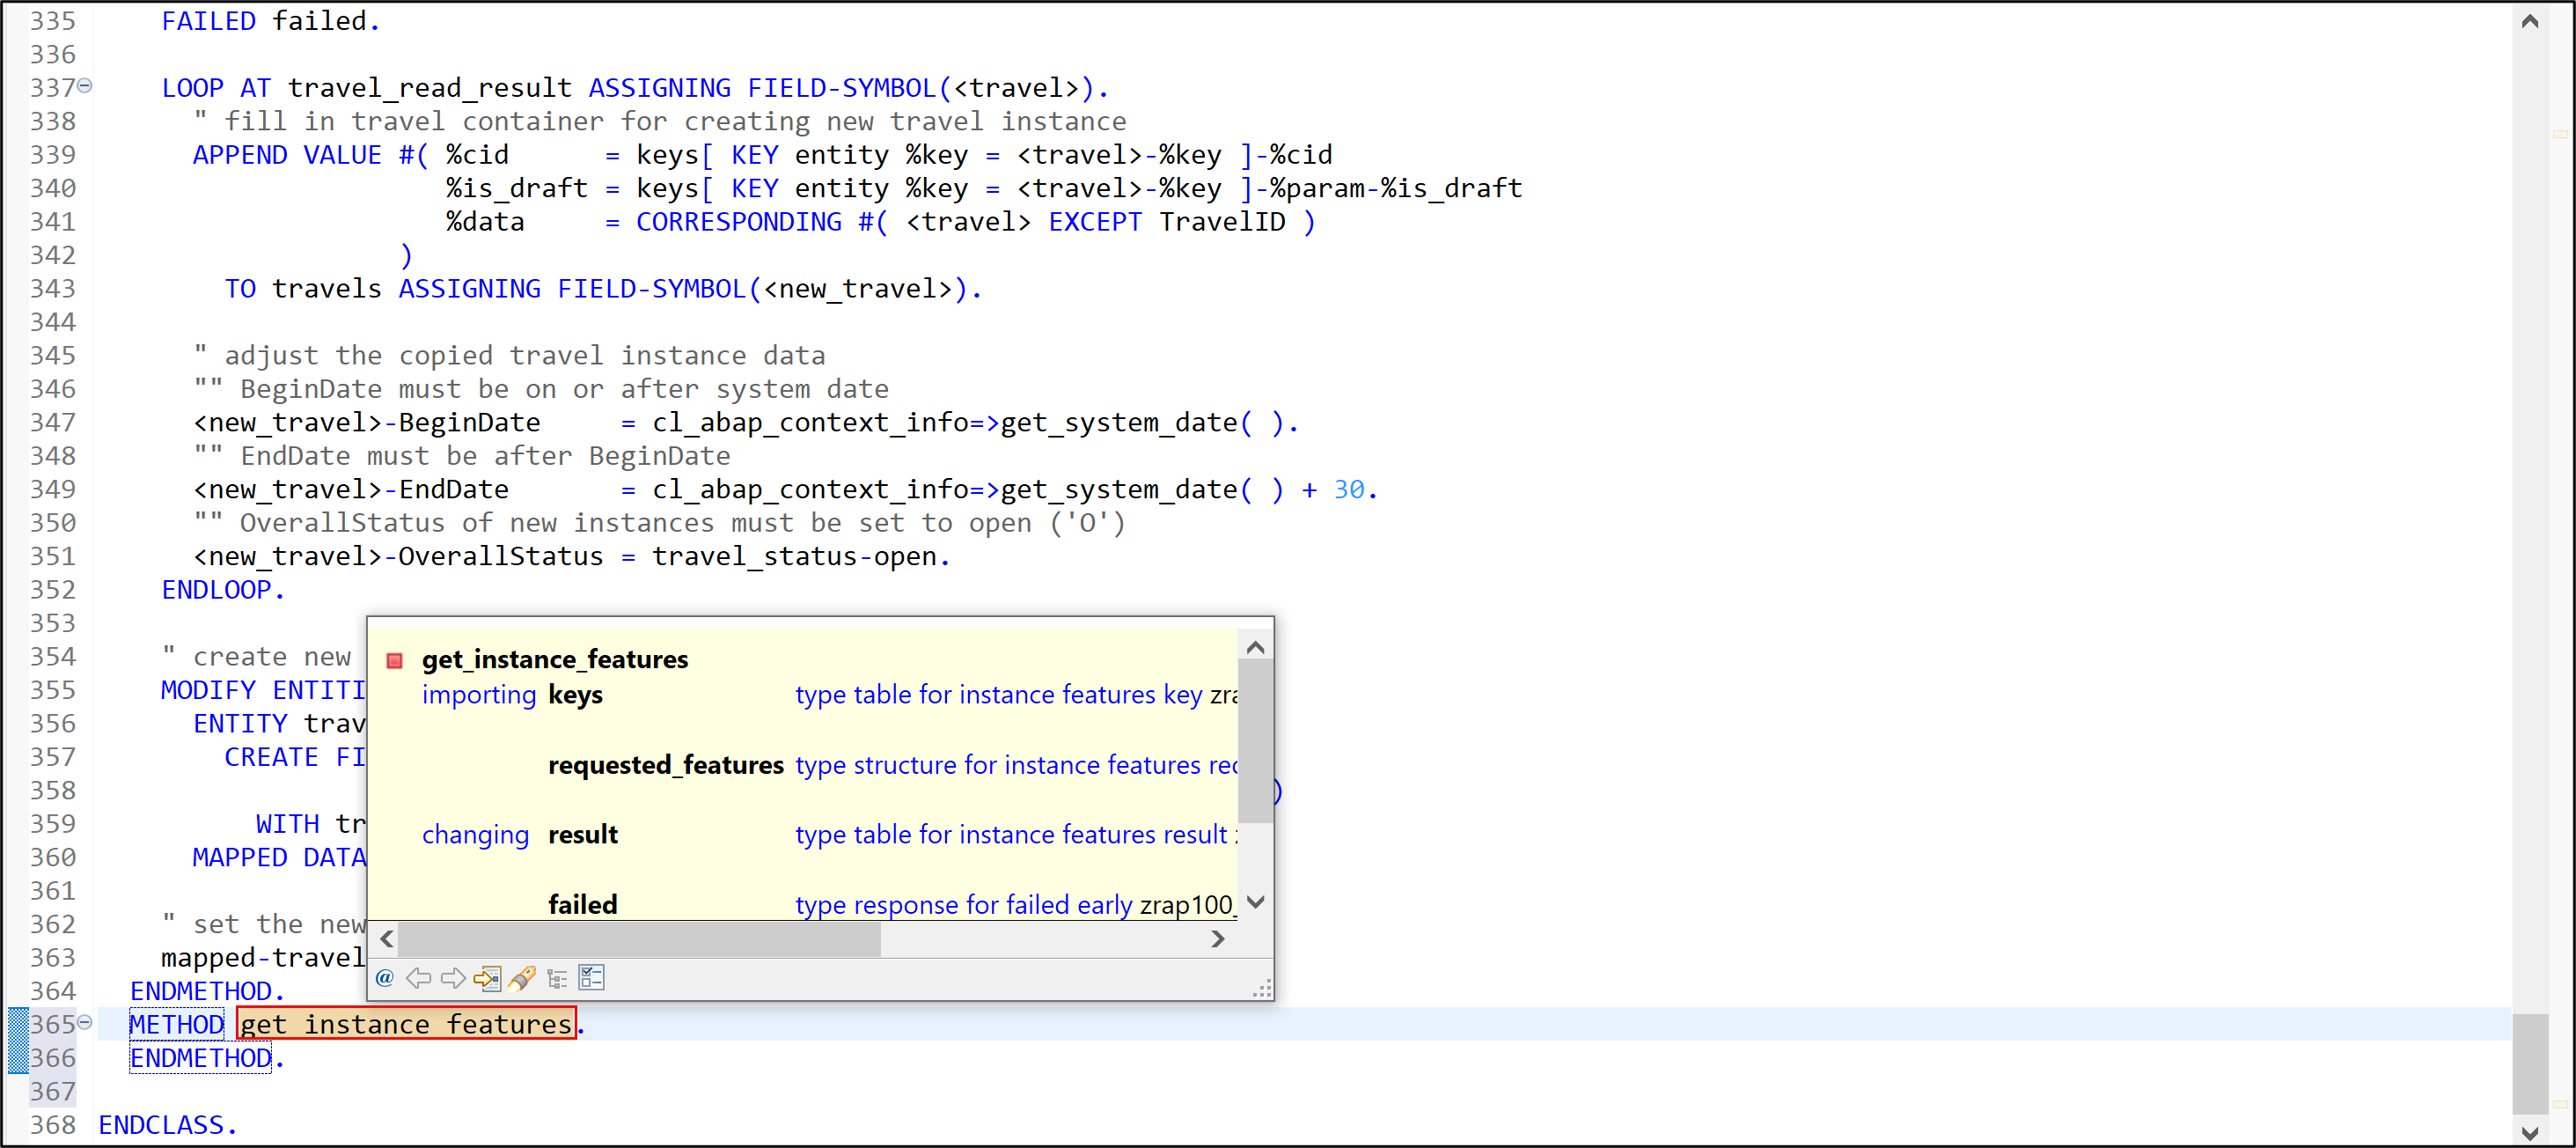 335 FAILED failed.
336
337 LOOP AT travel_read_result ASSIGNING FIELD-SYMBOL(<travel>).
338 " fill in travel container for creating new travel instance
339 APPEND VALUE #( %cid = keys[ KEY entity %key = <travel>-%key ]-%cid
340 %is_draft = keys[ KEY entity %key = <travel>-%key ]-%param-%is_draft
341 %data = CORRESPONDING #( <travel> EXCEPT TravelID )
342 )
343 TO travels ASSIGNING FIELD-SYMBOL(<new_travel>).
344
345 " adjust the copied travel instance data
346 "" BeginDate must be on or after system date
347 <new_travel>-BeginDate = cl_abap_context_info=>get_system_date( ).
348 "" EndDate must be after BeginDate
349 <new_travel>-EndDate = cl_abap_context_info=>get_system_date( ) + 30.
350 "" OverallStatus of new instances must be set to open ('O')
351 <new_travel>-OverallStatus = travel_status-open.
352 ENDLOOP.
353
354 " create new
355 MODIFY ENTITI
356 ENTITY trav
357 CREATE FI
358 )
359 WITH tr
360 MAPPED DATA
361
362 " set the new
363 mapped-travel
364 ENDMETHOD.
365 METHOD get_instance_features.
366 ENDMETHOD.
367
368 ENDCLASS.
get_instance_features
importing keys type table for instance features key zra
requested_features type structure for instance features req
changing result type table for instance features result
failed type response for failed early zrap100_